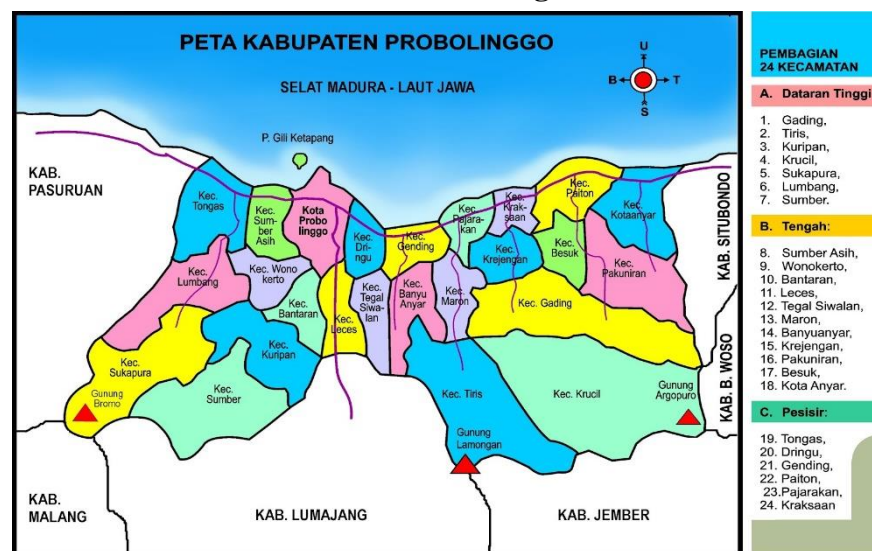 PETA KABUPATEN PROBOLINGGO
SELAT MADURA - LAUT JAWA
U
B
T
S
P. Gili Ketapang
KAB.
PASURUAN
Kec.
Tongas
Kec.
Sum-
ber
Asih
Kota
Probo
linggo
Kec.
Dri-
ngu
Kec.
Gending
Kec.
Pajara-
kan
Kec.
Krak-
saan
Kec.
Paiton
Kec.
Kotaanyar
Kec.
Lumbang
Kec. Wono
kerto
Kec.
Bantaran
Kec.
Leces
Kec.
Tegal
Siwa-
lan
Kec.
Banyu
Anyar
Kec.
Maron
Kec.
Krejengan
Kec.
Besuk
Kec.
Pakuniran
Kec. Gading
Kec.
Kuripan
Kec.
Sukapura
Gunung
Bromo
Kec.
Sumber
Kec. Tiris
Gunung
Lamongan
Kec. Krucil
Gunung
Argopuro
KAB. SITUBONDO
KAB. B. WOSO
KAB.
MALANG
KAB. LUMAJANG
KAB. JEMBER
PEMBAGIAN
24 KECAMATAN
A. Dataran Tinggi
1. Gading,
2. Tiris,
3. Kuripan,
4. Krucil,
5. Sukapura,
6. Lumbang,
7. Sumber.
B. Tengah:
8. Sumber Asih,
9. Wonokerto,
10. Bantaran,
11. Leces,
12. Tegal Siwalan,
13. Maron,
14. Banyuanyar,
15. Krejengan,
16. Pakuniran,
17. Besuk,
18. Kota Anyar.
C. Pesisir:
19. Tongas,
20. Dringu,
21. Gending,
22. Paiton,
23.Pajarakan,
24. Kraksaan